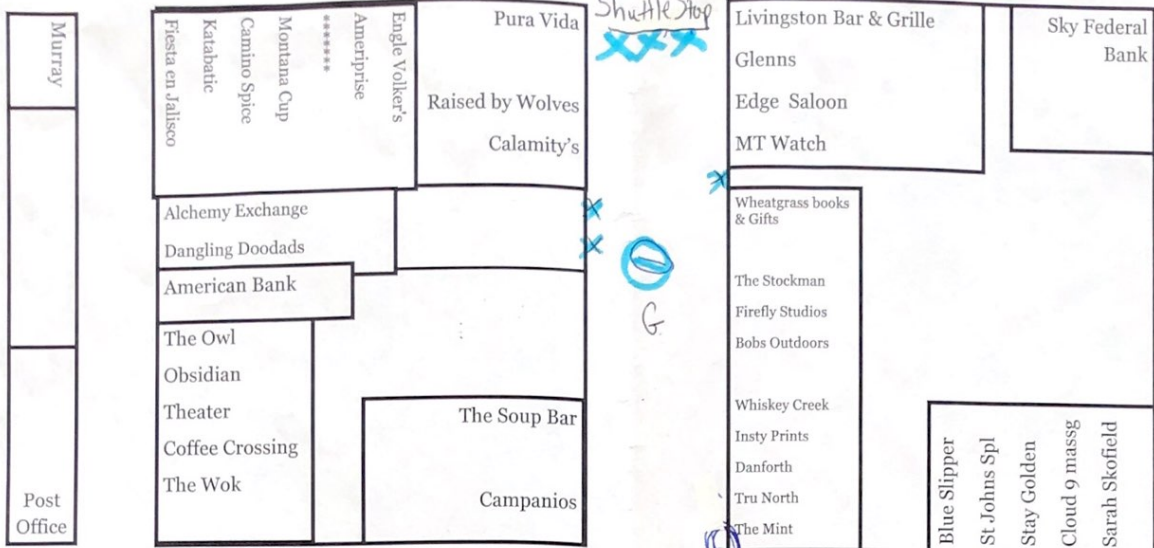 Murray
Post
Office
Fiesta en Jalisco
Katabatic
Camino Spice
Montana Cup
*******
Ameriprise
Engle Volker's
Pura Vida
Raised by Wolves
Calamity's
Alchemy Exchange
Dangling Doodads
American Bank
The Owl
Obsidian
Theater
Coffee Crossing
The Wok
The Soup Bar
Campanios
Shuttle Stop
XXX
X
X
G
X
Livingston Bar & Grille
Glenns
Edge Saloon
MT Watch
Wheatgrass books
& Gifts
The Stockman
Firefly Studios
Bobs Outdoors
Whiskey Creek
Insty Prints
Danforth
Tru North
The Mint
Sky Federal
Bank
Blue Slipper
St Johns Spl
Stay Golden
Cloud 9 massg
Sarah Skofield